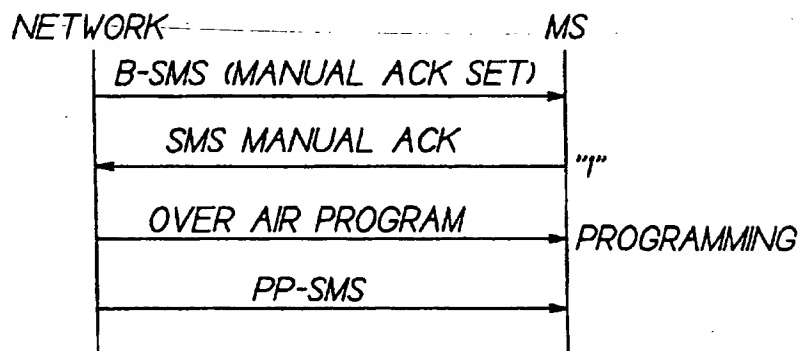 NETWORK MS
B-SMS (MANUAL ACK SET)
SMS MANUAL ACK
"1"
OVER AIR PROGRAM
PROGRAMMING
PP-SMS